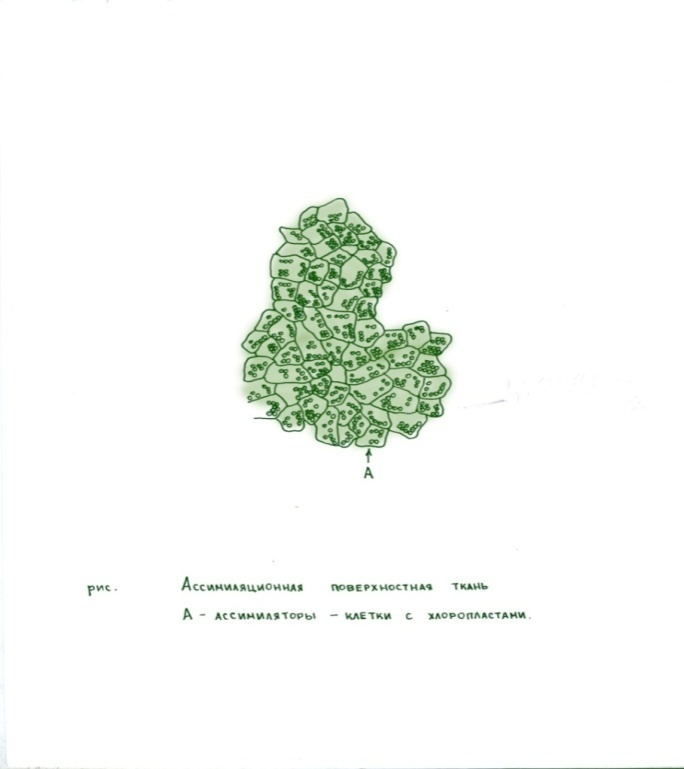 А
рис. Ассимиляционная поверхностная ткань
А - ассимиляторы - клетки с хлоропластами.